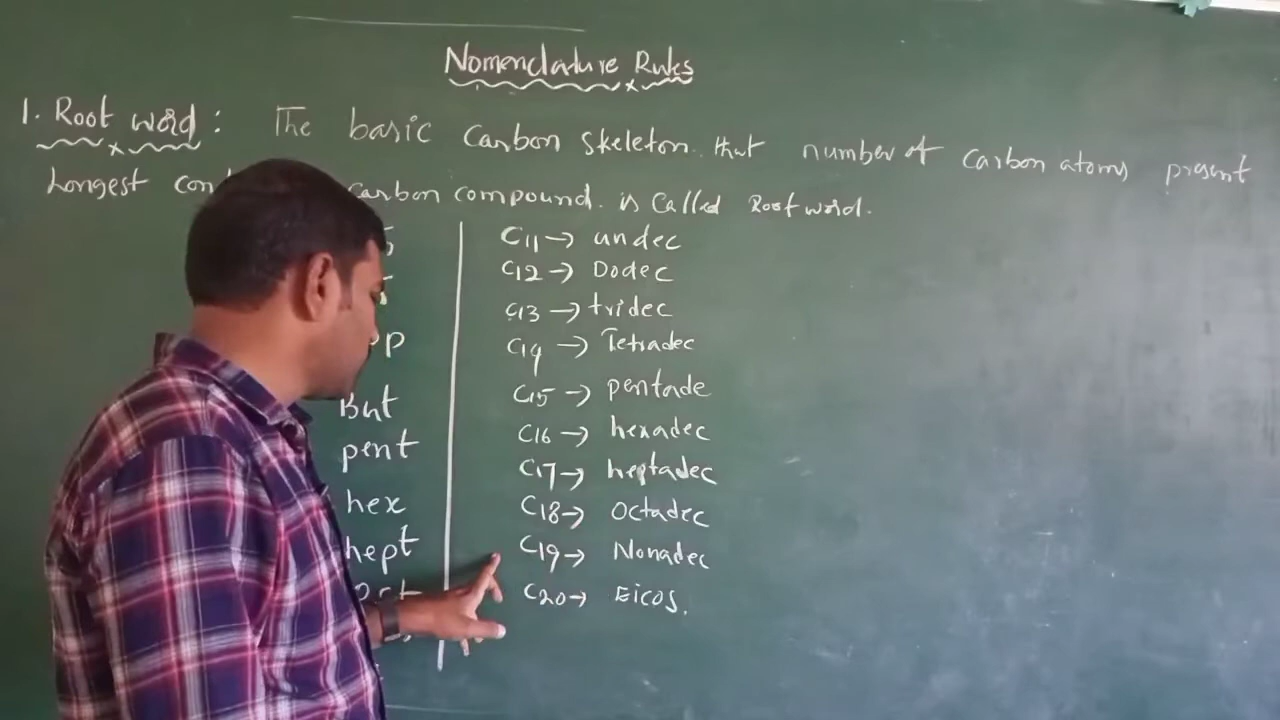 Nomenclature Rules
1. Root word : The basic Carbon skeleton that number of Carbon atoms present
Longest Carbon compound. is Called Root word.
But
pent
hex
hept
C11→ undec
C12→ Dodec
C13→ tridec
C14→ Tetradec
C15→ pentade
C16→ hexadec
C17→ heptadec
C18→ Octadec
C19→ Nonadec
C20→ Eicos.